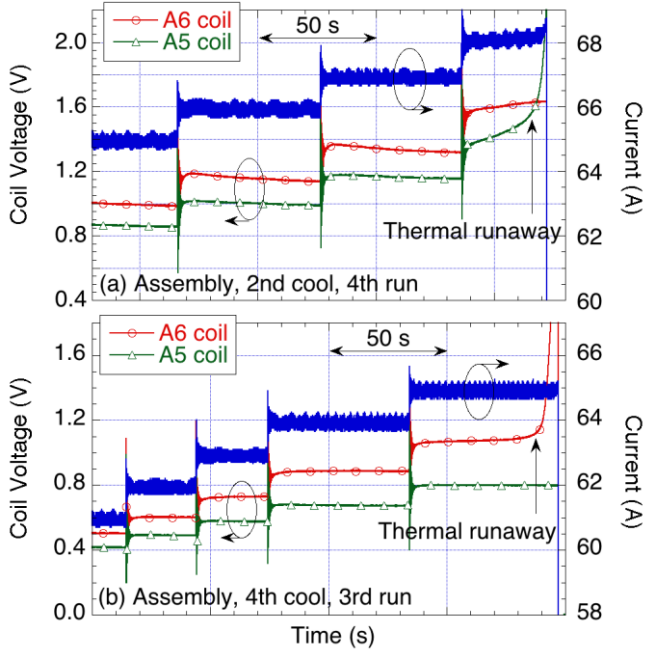 A6 coil
A5 coil
50 s
2.0
1.6
1.2
0.8
0.4
Coil Voltage (V)
68
66
64
62
60
Current (A)
Thermal runaway
(a) Assembly, 2nd cool, 4th run
A6 coil
A5 coil
50 s
1.6
1.2
0.8
0.4
0.0
Coil Voltage (V)
66
64
62
60
58
Current (A)
Thermal runaway
(b) Assembly, 4th cool, 3rd run
Time (s)